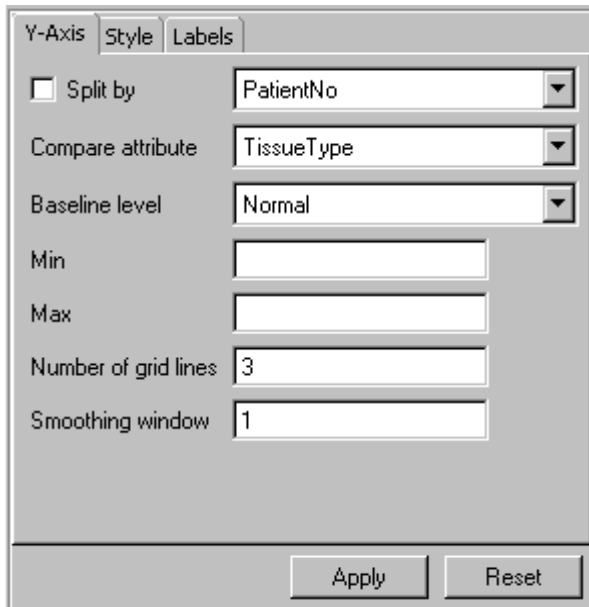 Y-Axis Style Labels
Split by PatientNo
Compare attribute TissueType
Baseline level Normal
Min
Max
Number of grid lines 3
Smoothing window 1
Apply Reset